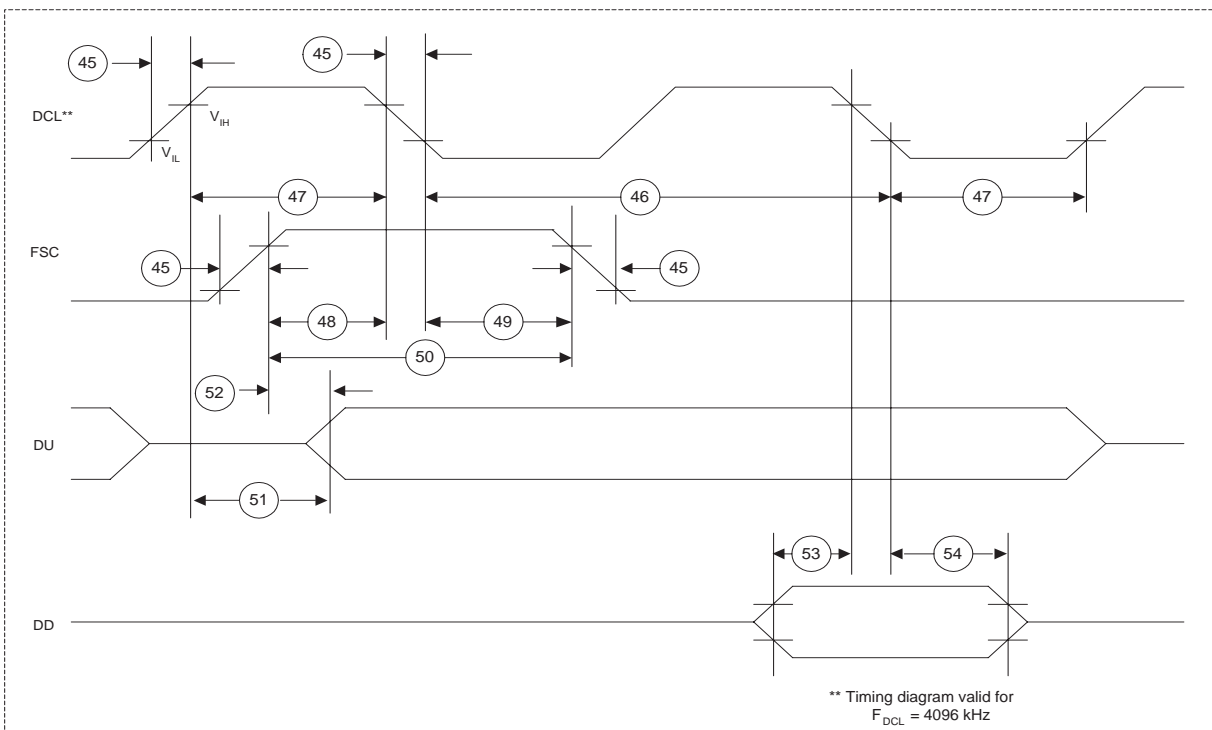 45
45
DCL**
V_IH
V_IL
47
46
47
FSC
45
45
48
49
50
52
DU
51
53
54
DD
** Timing diagram valid for
F_DCL = 4096 kHz